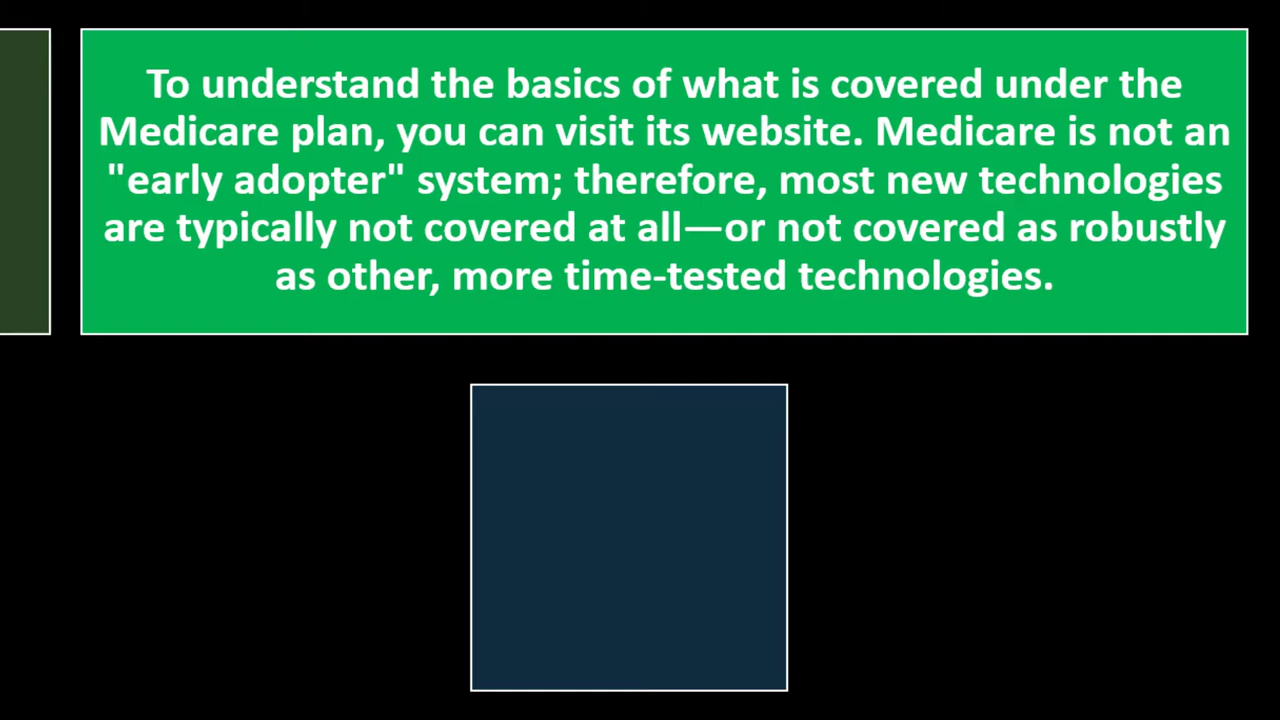 To understand the basics of what is covered under the
Medicare plan, you can visit its website. Medicare is not an
"early adopter" system; therefore, most new technologies
are typically not covered at all—or not covered as robustly
as other, more time-tested technologies.